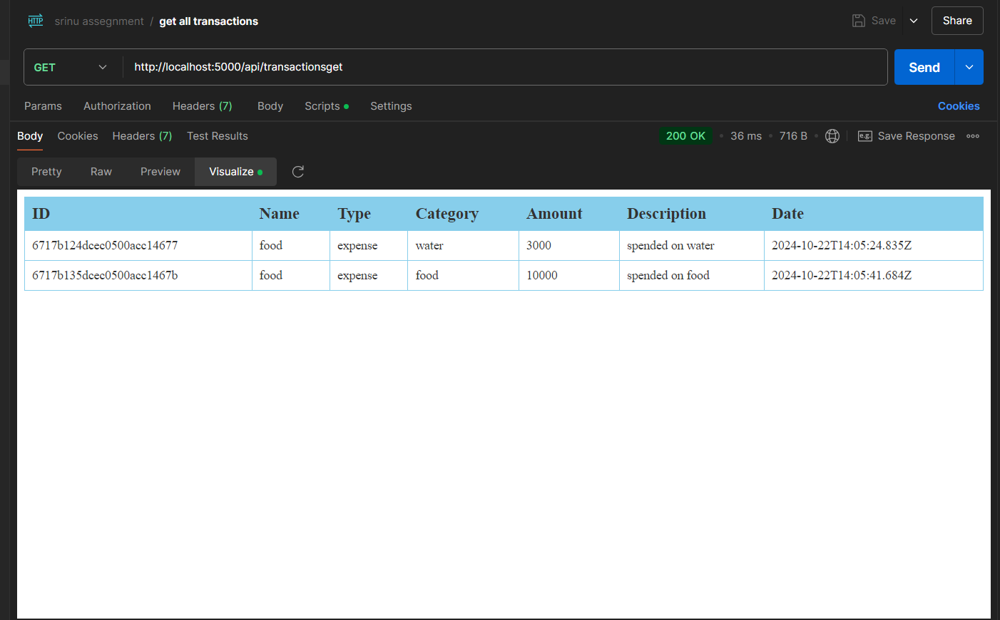 HTTP srinu assegnment / get all transactions Save Share
GET http://localhost:5000/api/transactionsget Send
Params Authorization Headers (7) Body Scripts Settings Cookies
Body Cookies Headers (7) Test Results 200 OK 36 ms 716 B e.g. Save Response
Pretty Raw Preview Visualize
ID Name Type Category Amount Description Date
6717b124dcec0500acc14677 food expense water 3000 spended on water 2024-10-22T14:05:24.835Z
6717b135dcec0500acc1467b food expense food 10000 spended on food 2024-10-22T14:05:41.684Z